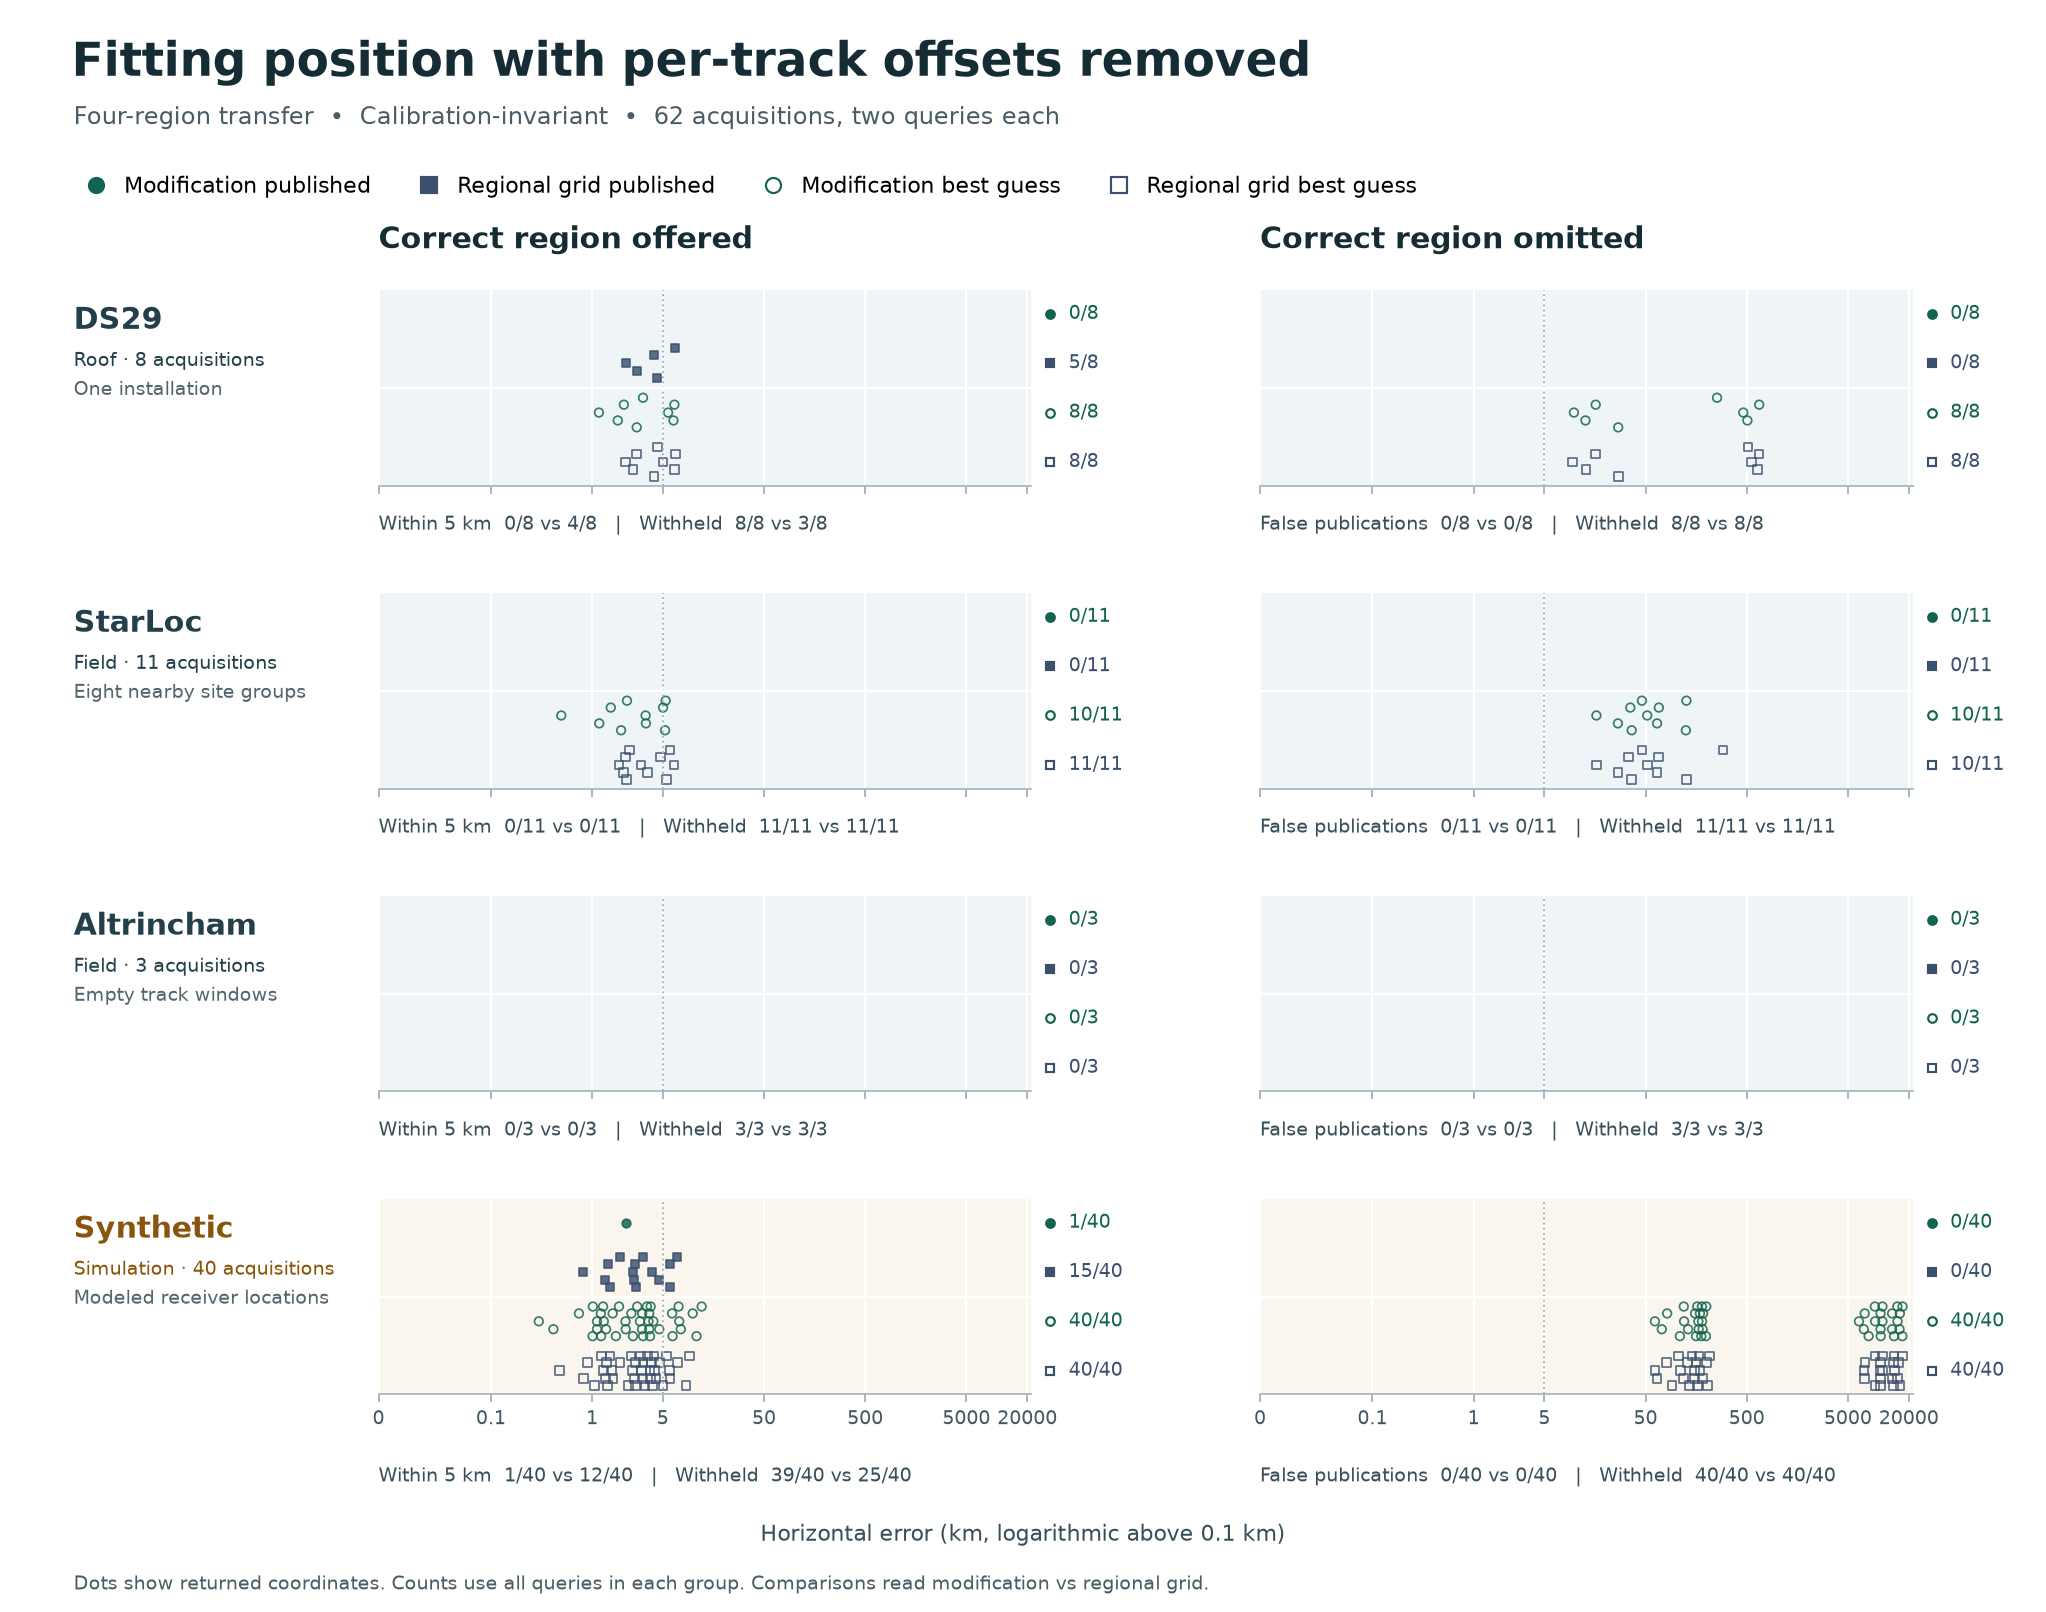 Fitting position with per-track offsets removed
Four-region transfer • Calibration-invariant • 62 acquisitions, two queries each
Modification published
Regional grid published
Modification best guess
Regional grid best guess
Correct region offered
Correct region omitted
DS29
Roof · 8 acquisitions
One installation
0/8
5/8
8/8
8/8
Within 5 km 0/8 vs 4/8 | Withheld 8/8 vs 3/8
0/8
0/8
8/8
8/8
False publications 0/8 vs 0/8 | Withheld 8/8 vs 8/8
StarLoc
Field · 11 acquisitions
Eight nearby site groups
0/11
0/11
10/11
11/11
Within 5 km 0/11 vs 0/11 | Withheld 11/11 vs 11/11
0/11
0/11
10/11
10/11
False publications 0/11 vs 0/11 | Withheld 11/11 vs 11/11
Altrincham
Field · 3 acquisitions
Empty track windows
0/3
0/3
0/3
0/3
Within 5 km 0/3 vs 0/3 | Withheld 3/3 vs 3/3
0/3
0/3
0/3
0/3
False publications 0/3 vs 0/3 | Withheld 3/3 vs 3/3
Synthetic
Simulation · 40 acquisitions
Modeled receiver locations
1/40
15/40
40/40
40/40
0 0.1 1 5 50 500 5000 20000
Within 5 km 1/40 vs 12/40 | Withheld 39/40 vs 25/40
0/40
0/40
40/40
40/40
0 0.1 1 5 50 500 5000 20000
False publications 0/40 vs 0/40 | Withheld 40/40 vs 40/40
Horizontal error (km, logarithmic above 0.1 km)
Dots show returned coordinates. Counts use all queries in each group. Comparisons read modification vs regional grid.